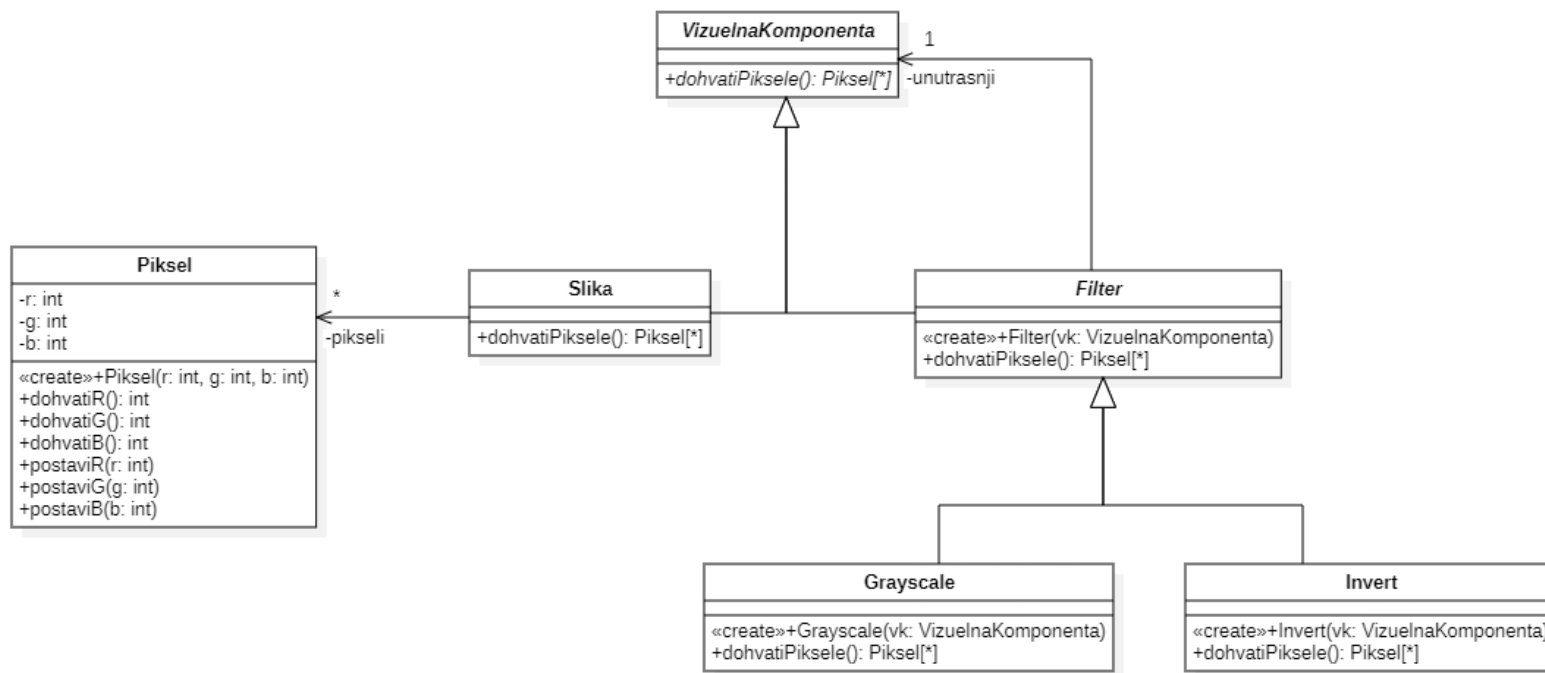 VizuelnaKomponenta
+dohvatiPiksele(): Piksel[*]
1
-unutrasnji
Piksel
-r: int
-g: int
-b: int
«create»+Piksel(r: int, g: int, b: int)
+dohvatiR(): int
+dohvatiG(): int
+dohvatiB(): int
+postaviR(r: int)
+postaviG(g: int)
+postaviB(b: int)
*
-pikseli
Slika
+dohvatiPiksele(): Piksel[*]
Filter
«create»+Filter(vk: VizuelnaKomponenta)
+dohvatiPiksele(): Piksel[*]
Grayscale
«create»+Grayscale(vk: VizuelnaKomponenta)
+dohvatiPiksele(): Piksel[*]
Invert
«create»+Invert(vk: VizuelnaKomponenta)
+dohvatiPiksele(): Piksel[*]